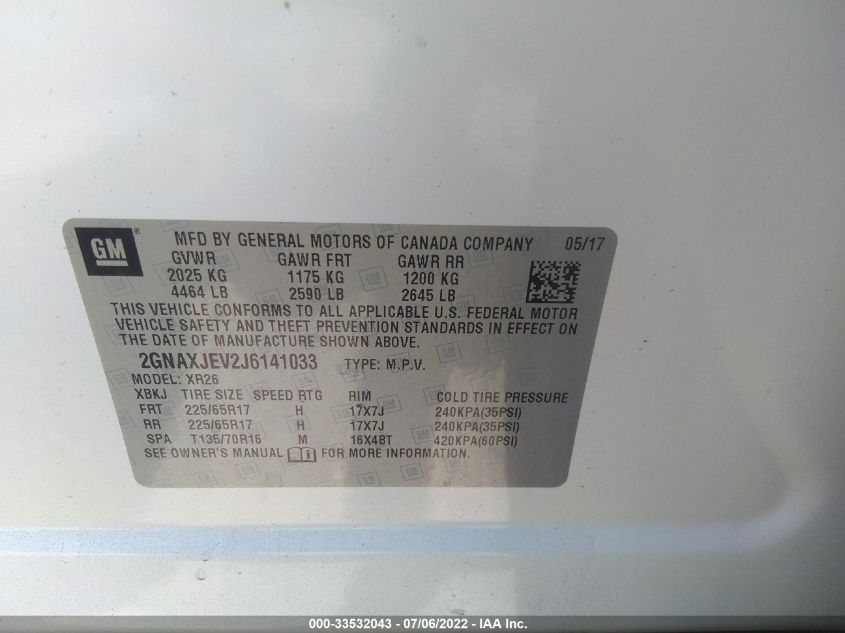 GM ® MFD BY GENERAL MOTORS OF CANADA COMPANY 05/17
GVWR GAWR FRT GAWR RR
2025 KG 1175 KG 1200 KG
4464 LB 2590 LB 2645 LB
THIS VEHICLE CONFORMS TO ALL APPLICABLE U.S. FEDERAL MOTOR
VEHICLE SAFETY AND THEFT PREVENTION STANDARDS IN EFFECT ON
THE DATE OF MANUFACTURE SHOWN ABOVE.
2GNAXJEV2J6141033 TYPE: M.P.V.
MODEL: XR26
XBKJ TIRE SIZE SPEED RTG RIM COLD TIRE PRESSURE
FRT 225/65R17 H 17X7J 240KPA(35PSI)
RR 225/65R17 H 17X7J 240KPA(35PSI)
SPA T135/70R16 M 16X4BT 420KPA(60PSI)
SEE OWNER'S MANUAL FOR MORE INFORMATION.
000-33532043 - 07/06/2022 - IAA Inc.